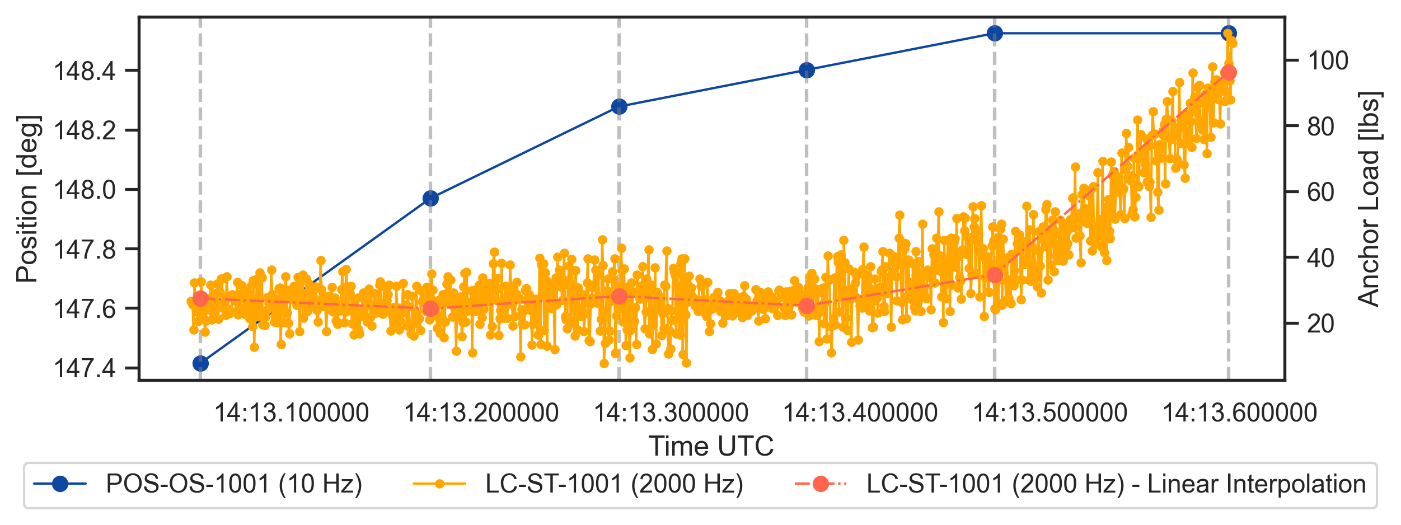 148.4
148.2
148.0
147.8
147.6
147.4
Position [deg]
100
80
60
40
20
Anchor Load [lbs]
14:13.100000 14:13.200000 14:13.300000 14:13.400000 14:13.500000 14:13.600000
Time UTC
POS-OS-1001 (10 Hz) LC-ST-1001 (2000 Hz) LC-ST-1001 (2000 Hz) - Linear Interpolation